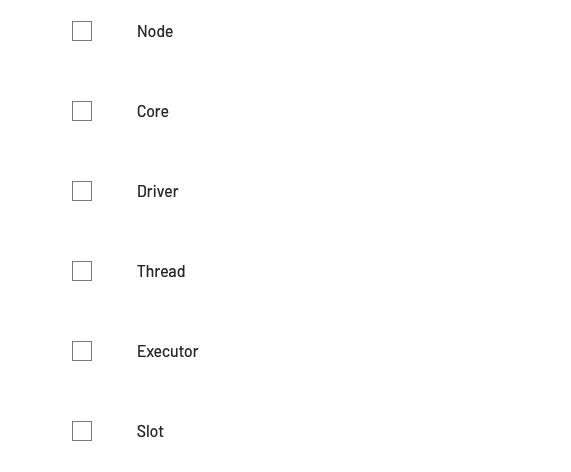 Node
Core
Driver
Thread
Executor
Slot